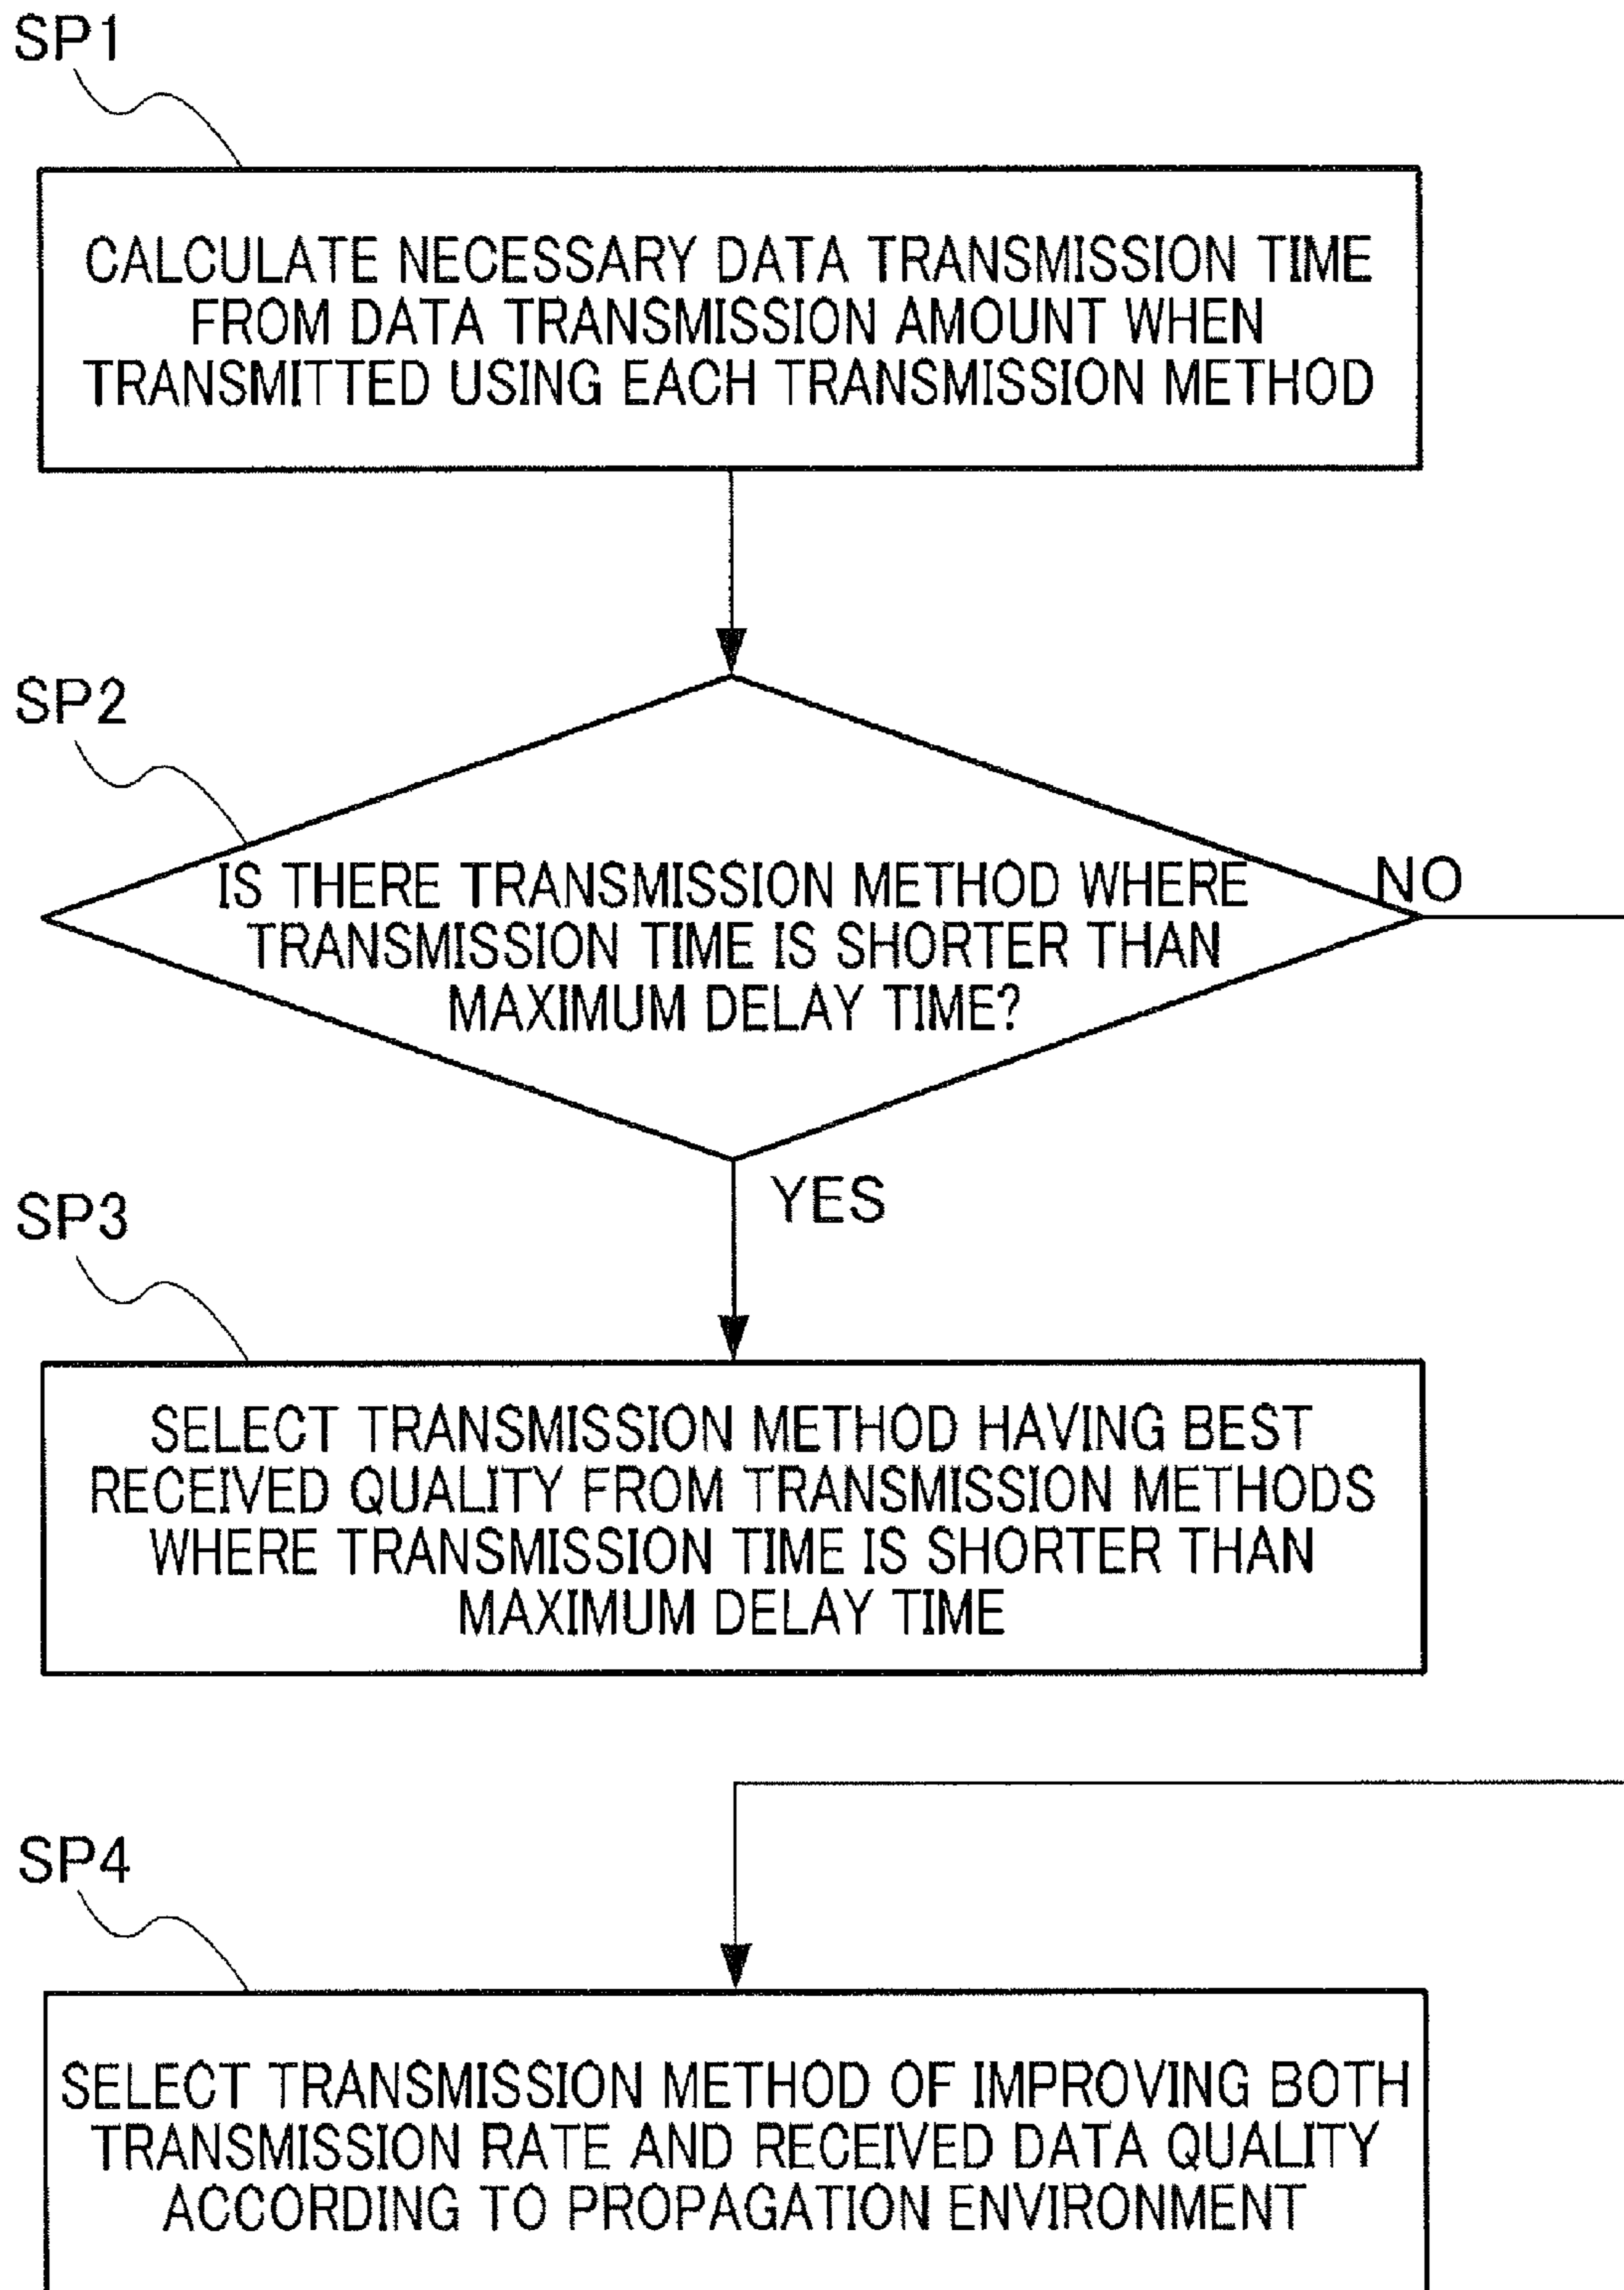 SP1
CALCULATE NECESSARY DATA TRANSMISSION TIME
FROM DATA TRANSMISSION AMOUNT WHEN
TRANSMITTED USING EACH TRANSMISSION METHOD
SP2
IS THERE TRANSMISSION METHOD WHERE
TRANSMISSION TIME IS SHORTER THAN
MAXIMUM DELAY TIME?
NO
YES
SP3
SELECT TRANSMISSION METHOD HAVING BEST
RECEIVED QUALITY FROM TRANSMISSION METHODS
WHERE TRANSMISSION TIME IS SHORTER THAN
MAXIMUM DELAY TIME
SP4
SELECT TRANSMISSION METHOD OF IMPROVING BOTH
TRANSMISSION RATE AND RECEIVED DATA QUALITY
ACCORDING TO PROPAGATION ENVIRONMENT